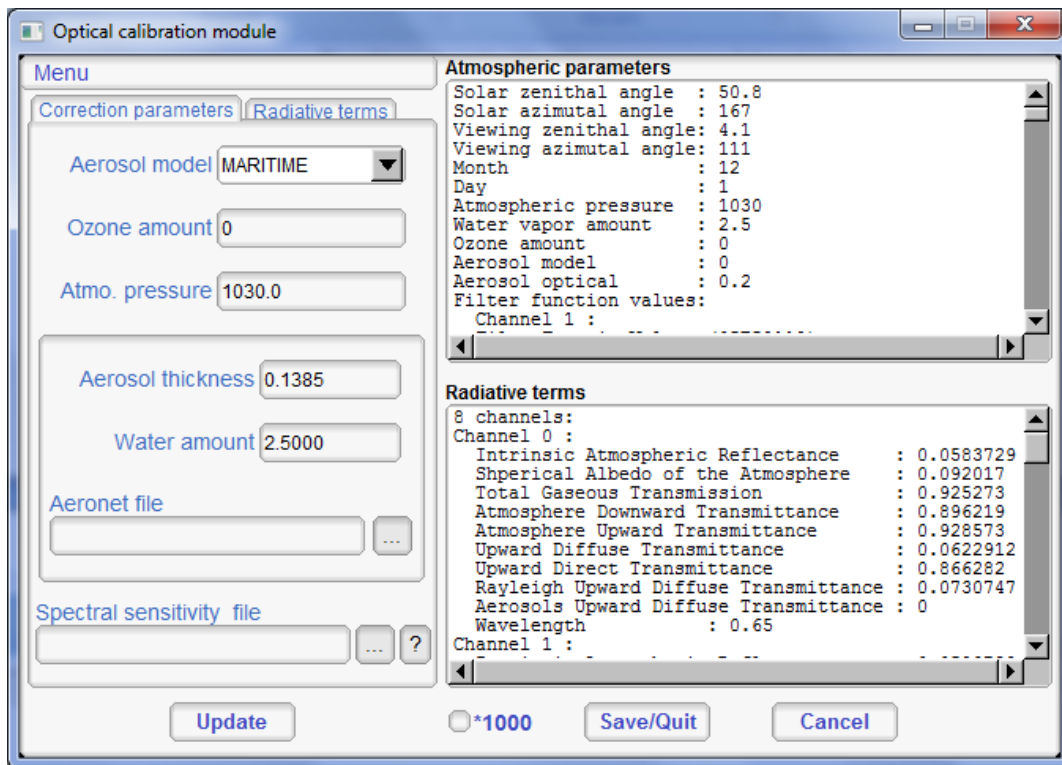 Optical calibration module
Menu
Correction parameters Radiative terms
Aerosol model MARITIME
Ozone amount 0
Atmo. pressure 1030.0
Aerosol thickness 0.1385
Water amount 2.5000
Aeronet file
...
Spectral sensitivity file
... ?
Atmospheric parameters
Solar zenithal angle : 50.8
Solar azimutal angle : 167
Viewing zenithal angle: 4.1
Viewing azimutal angle: 111
Month : 12
Day : 1
Atmospheric pressure : 1030
Water vapor amount : 2.5
Ozone amount : 0
Aerosol model : 0
Aerosol optical : 0.2
Filter function values:
Channel 1 :
Radiative terms
8 channels:
Channel 0 :
Intrinsic Atmospheric Reflectance : 0.0583729
Shperical Albedo of the Atmosphere : 0.092017
Total Gaseous Transmission : 0.925273
Atmosphere Downward Transmittance : 0.896219
Atmosphere Upward Transmittance : 0.928573
Upward Diffuse Transmittance : 0.0622912
Upward Direct Transmittance : 0.866282
Rayleigh Upward Diffuse Transmittance : 0.0730747
Aerosols Upward Diffuse Transmittance : 0
Wavelength : 0.65
Channel 1 :
Update *1000 Save/Quit Cancel